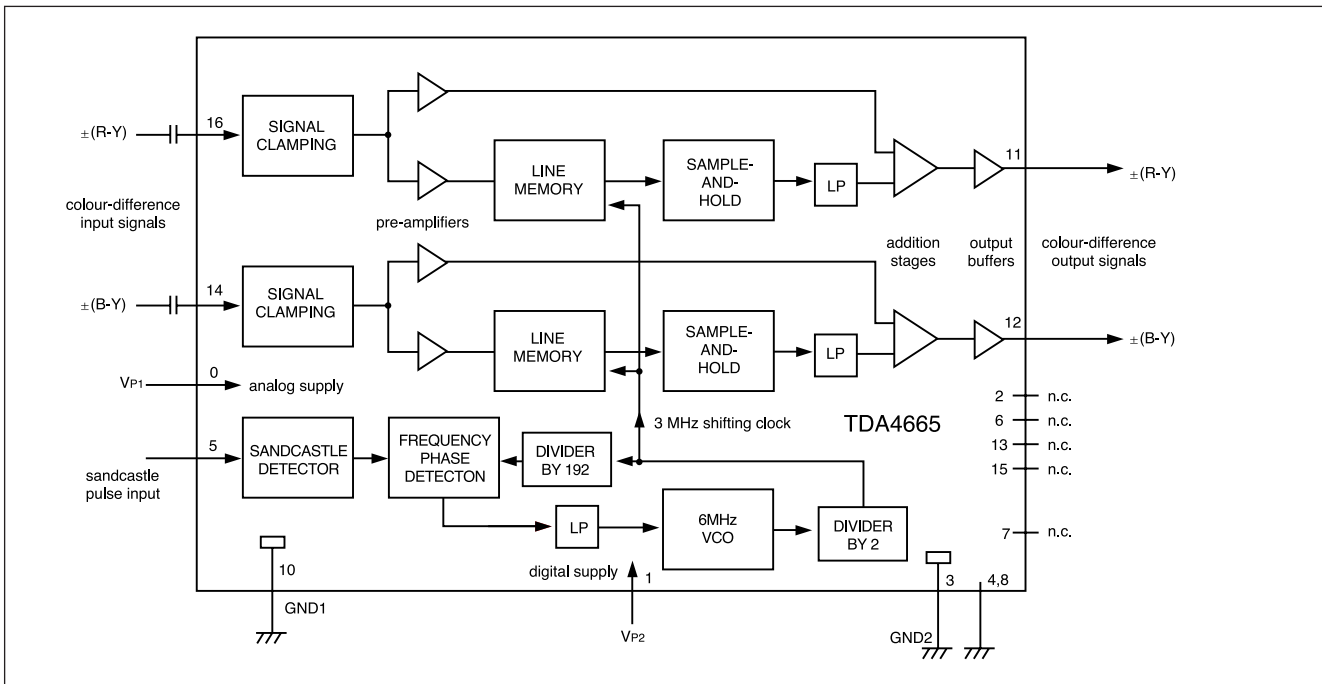 ±(R-Y)
16
SIGNAL
CLAMPING
LINE
MEMORY
SAMPLE-
AND-
HOLD
LP
11
±(R-Y)
colour-difference
input signals
pre-amplifiers
addition
stages
output
buffers
colour-difference
output signals
±(B-Y)
14
SIGNAL
CLAMPING
LINE
MEMORY
SAMPLE-
AND-
HOLD
LP
12
±(B-Y)
VP1
0
analog supply
2
n.c.
6
n.c.
13
n.c.
15
n.c.
7
n.c.
3 MHz shifting clock
TDA4665
sandcastle
pulse input
5
SANDCASTLE
DETECTOR
FREQUENCY
PHASE
DETECTON
DIVIDER
BY 192
LP
6MHz
VCO
DIVIDER
BY 2
10
GND1
digital supply
1
VP2
3
GND2
4,8